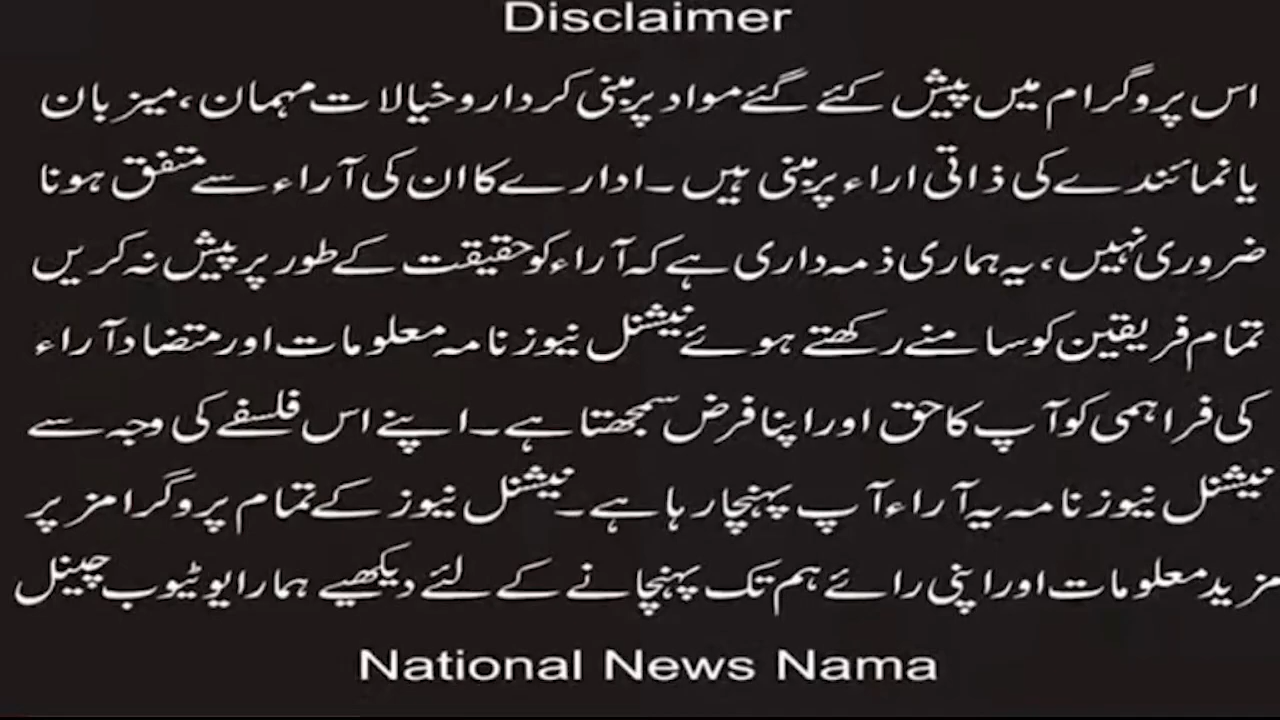 Disclaimer
اس پروگرام میں پیش کئے گئے مواد پر مبنی کردار و خیالات مہمان، میزبان
یا نمائندے کی ذاتی اراء پر مبنی ہیں۔ ادارے کا ان کی آراء سے متفق ہونا
ضروری نہیں، یہ ہماری ذمہ داری ہے کہ آراء کو حقیقت کے طور پر پیش نہ کریں
تمام فریقین کو سامنے رکھتے ہوئے نیشنل نیوز نامہ معلومات اور متضاد آراء
کی فراہمی کو آپ کا حق اور اپنا فرض سمجھتا ہے۔ اپنے اس فلسفے کی وجہ سے
نیشنل نیوز نامہ یہ آراء آپ پہنچا رہا ہے۔ نیشنل نیوز کے تمام پروگرامز پر
مزید معلومات اور اپنی رائے ہم تک پہنچانے کے لئے دیکھیے ہمارا یوٹیوب چینل
National News Nama